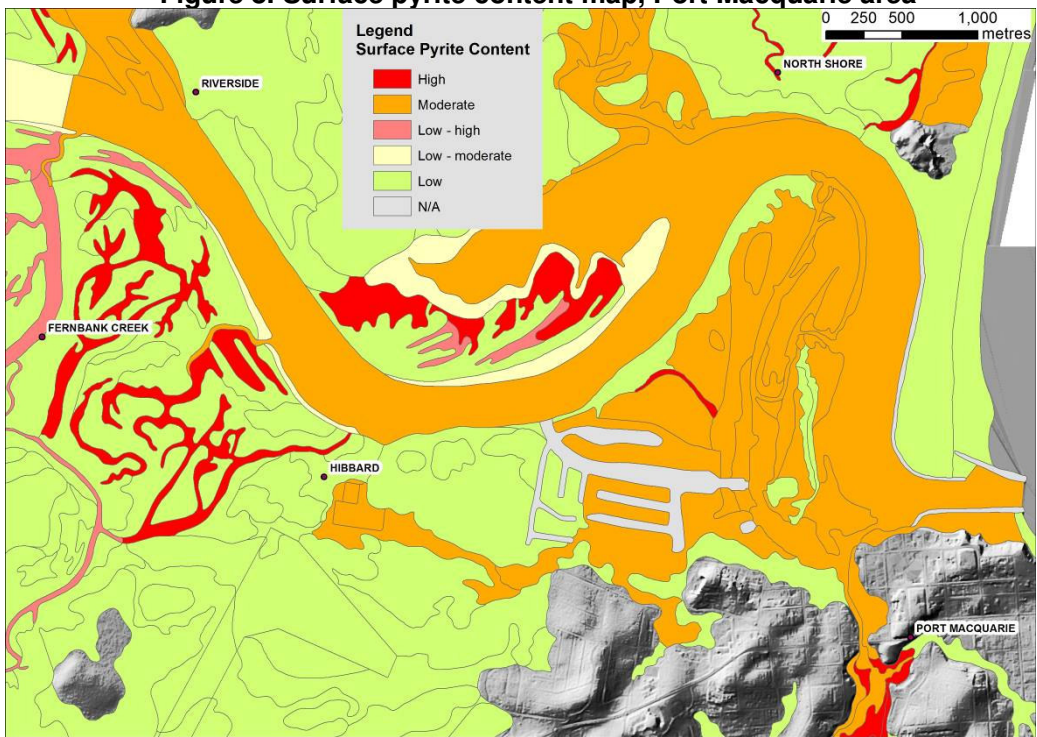 Figure 3. Surface pyrite content map, Port Macquarie area
Legend
Surface Pyrite Content
High
Moderate
Low - high
Low - moderate
Low
N/A
0 250 500 1,000
metres
RIVERSIDE
NORTH SHORE
FERNBANK CREEK
HIBBARD
PORT MACQUARIE